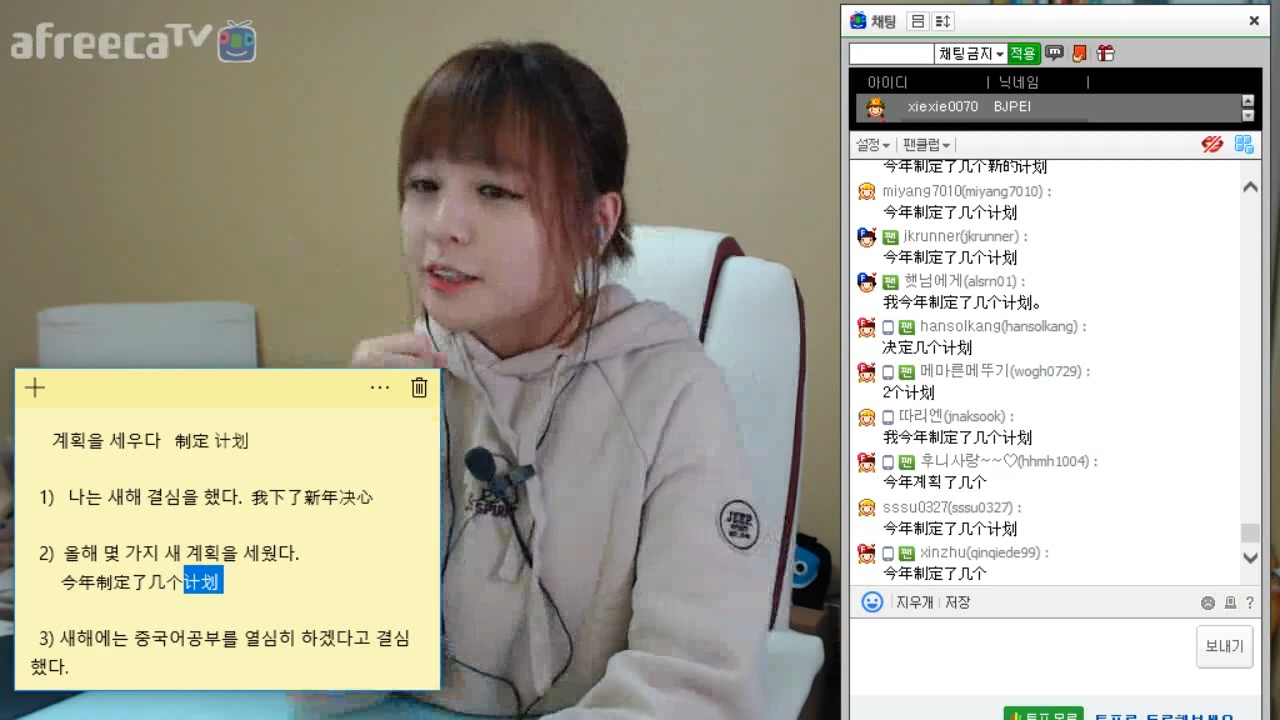 afreecaTV
채팅
채팅금지 적용
아이디 | 닉네임 |
xiexie0070 BJPEI
설정 | 팬클럽 |
今年制定了几个新的计划
miyang7010(miyang7010) :
今年制定了几个计划
팬 jkrunner(jkrunner) :
今年制定了几个计划
팬 햇님에게(alsrn01) :
我今年制定了几个计划。
팬 hansolkang(hansolkang) :
决定几个计划
팬 메마른메뚜기(wogh0729) :
2个计划
따리엔(jnaksook) :
我今年制定了几个计划
팬 후니사랑~~♡(hhmh1004) :
今年계획了几个
sssu0327(sssu0327) :
今年制定了几个计划
팬 xinzhu(qinqiede99) :
今年制定了几个
지우개 | 저장
?
보내기
계획을 세우다 制定 计划
1) 나는 새해 결심을 했다. 我下了新年决心
2) 올해 몇 가지 새 계획을 세웠다.
今年制定了几个计划
3) 새해에는 중국어공부를 열심히 하겠다고 결심
했다.
JEEP
SPIRIT
JEEP